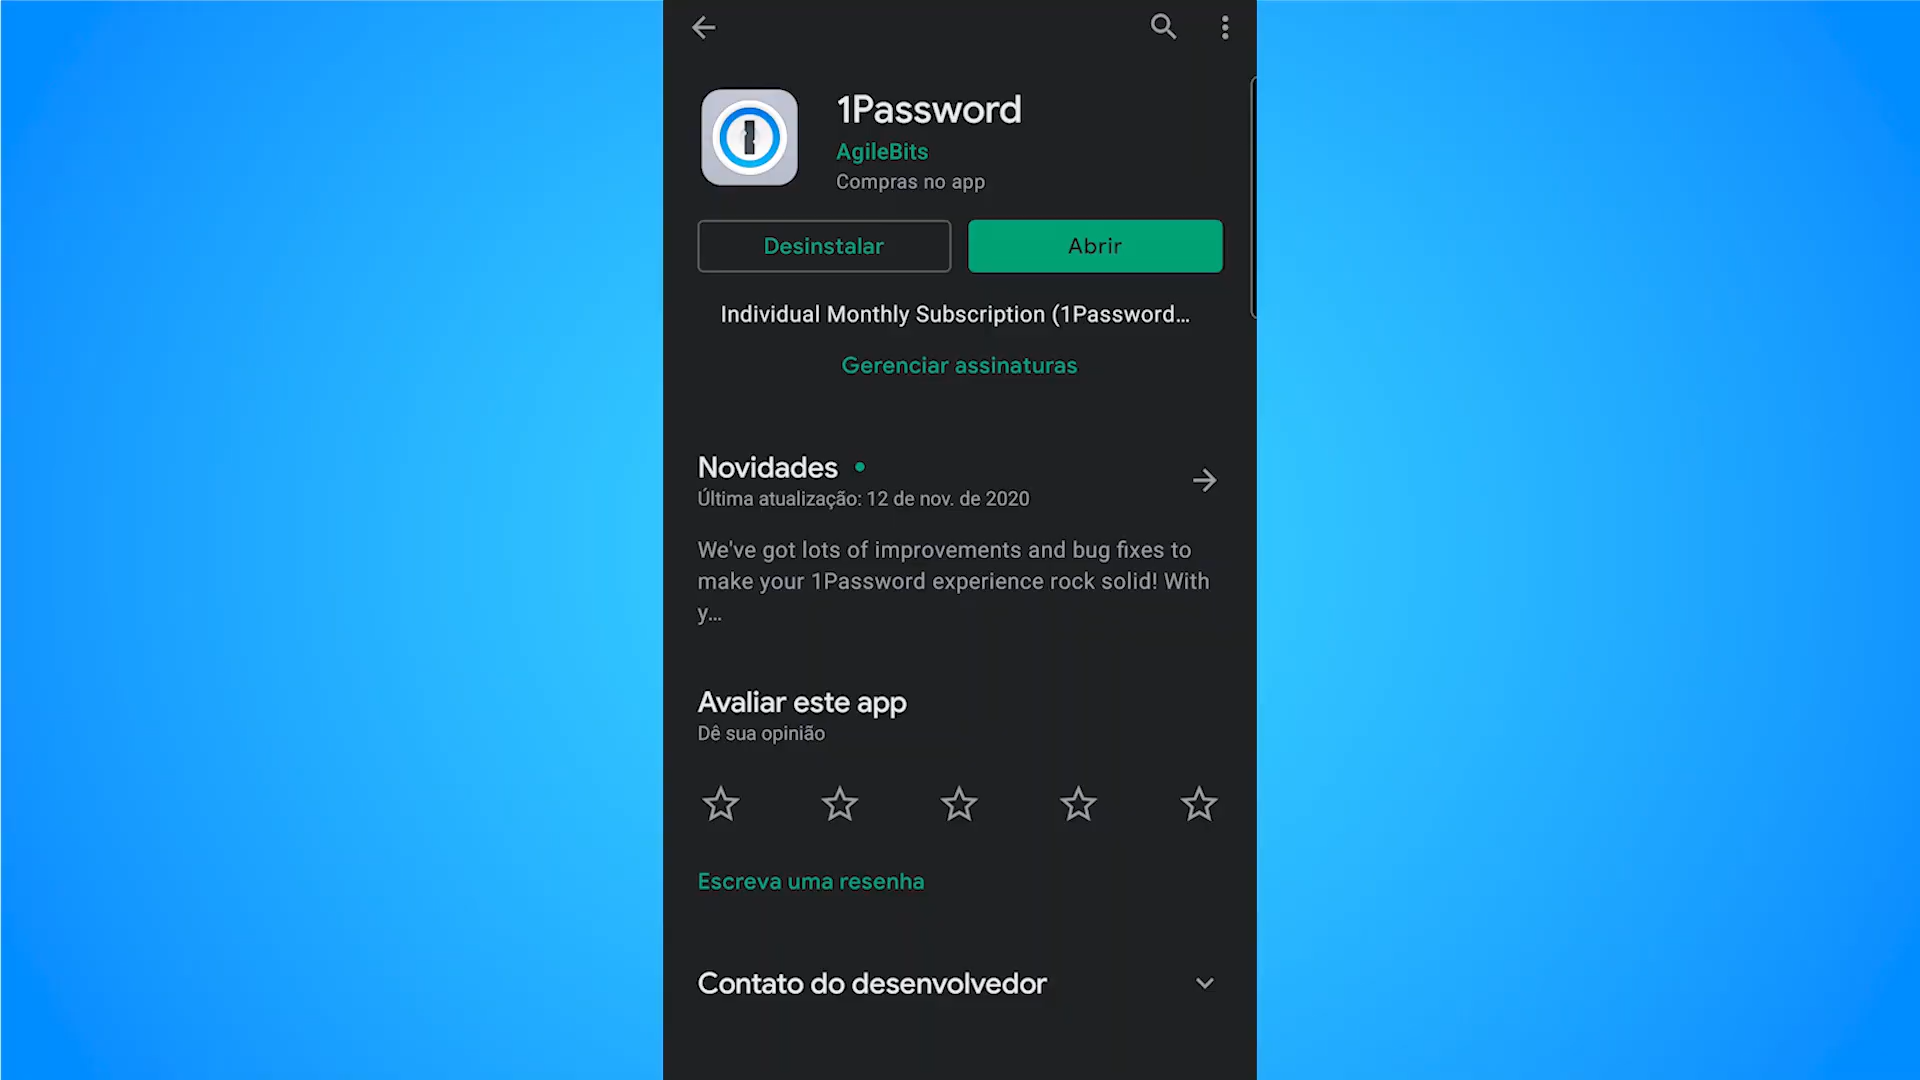 1Password
AgileBits
Compras no app
Desinstalar
Abrir
Individual Monthly Subscription (1Password...
Gerenciar assinaturas
Novidades
Última atualização: 12 de nov. de 2020
We've got lots of improvements and bug fixes to
make your 1Password experience rock solid! With
y...
Avaliar este app
Dê sua opinião
Escreva uma resenha
Contato do desenvolvedor